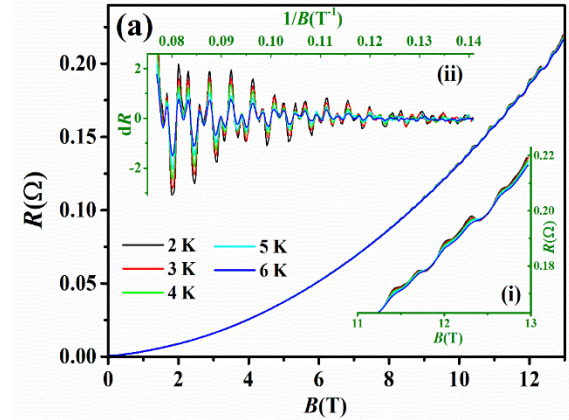 1/B(T⁻¹)
0.08 0.09 0.10 0.11 0.12 0.13 0.14
(a)
(ii)
dR
2
0
2
R(Ω)
0.20
0.15
0.10
0.05
0.00
2 K
3 K
4 K
5 K
6 K
R(Ω)
0.22
0.20
0.18
(i)
11 12 13
B(T)
0 2 4 6 8 10 12
B(T)